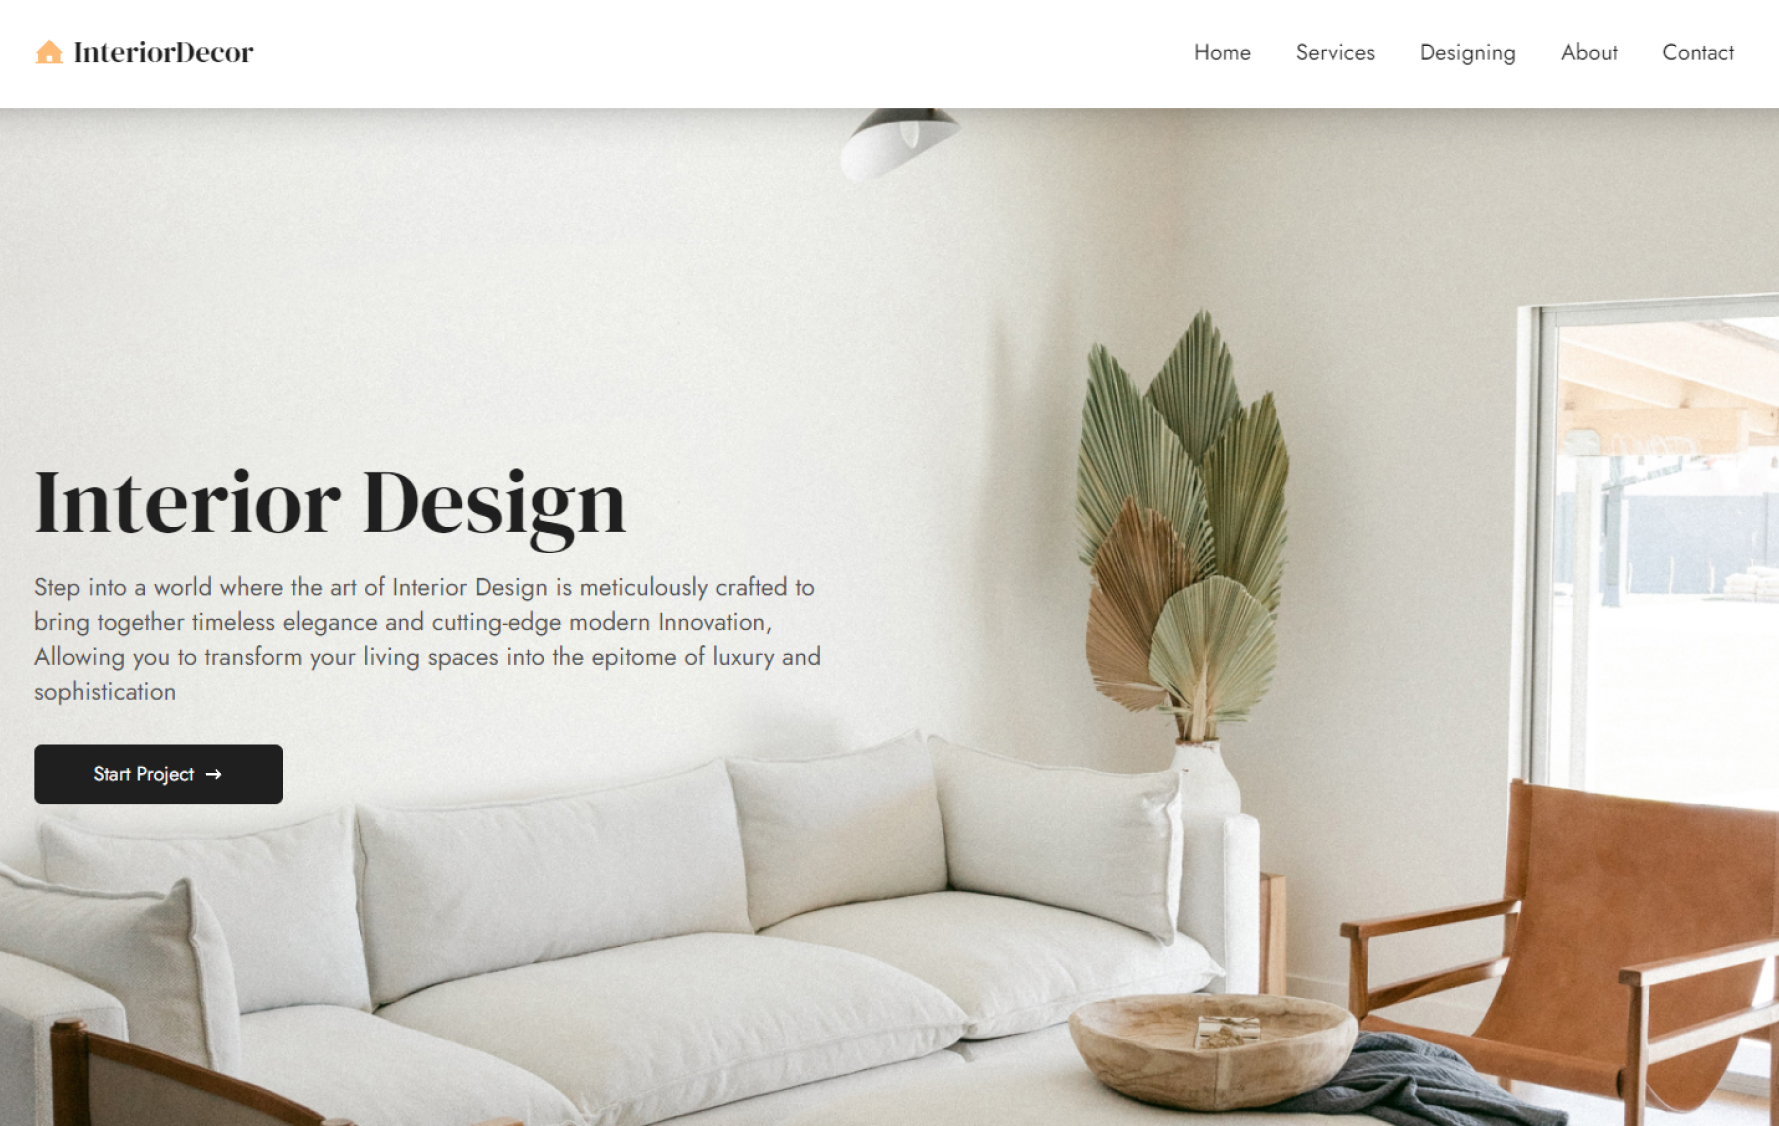 InteriorDecor
Home Services Designing About Contact
Interior Design
Step into a world where the art of Interior Design is meticulously crafted to
bring together timeless elegance and cutting-edge modern Innovation,
Allowing you to transform your living spaces into the epitome of luxury and
sophistication
Start Project →